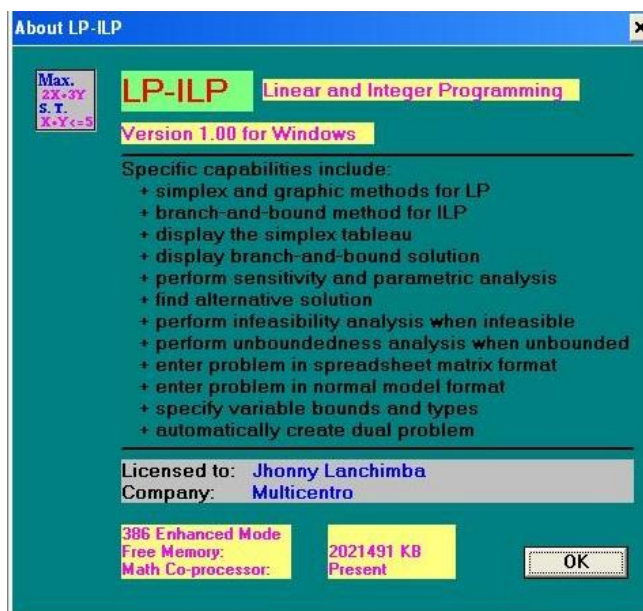 About LP-ILP
Max.
2X+3Y
S. T.
X+Y<=5
LP-ILP Linear and Integer Programming
Version 1.00 for Windows
Specific capabilities include:
+ simplex and graphic methods for LP
+ branch-and-bound method for ILP
+ display the simplex tableau
+ display branch-and-bound solution
+ perform sensitivity and parametric analysis
+ find alternative solution
+ perform infeasibility analysis when infeasible
+ perform unboundedness analysis when unbounded
+ enter problem in spreadsheet matrix format
+ enter problem in normal model format
+ specify variable bounds and types
+ automatically create dual problem
Licensed to: Jhonny Lanchimba
Company: Multicentro
386 Enhanced Mode
Free Memory: 2021491 KB
Math Co-processor: Present
OK